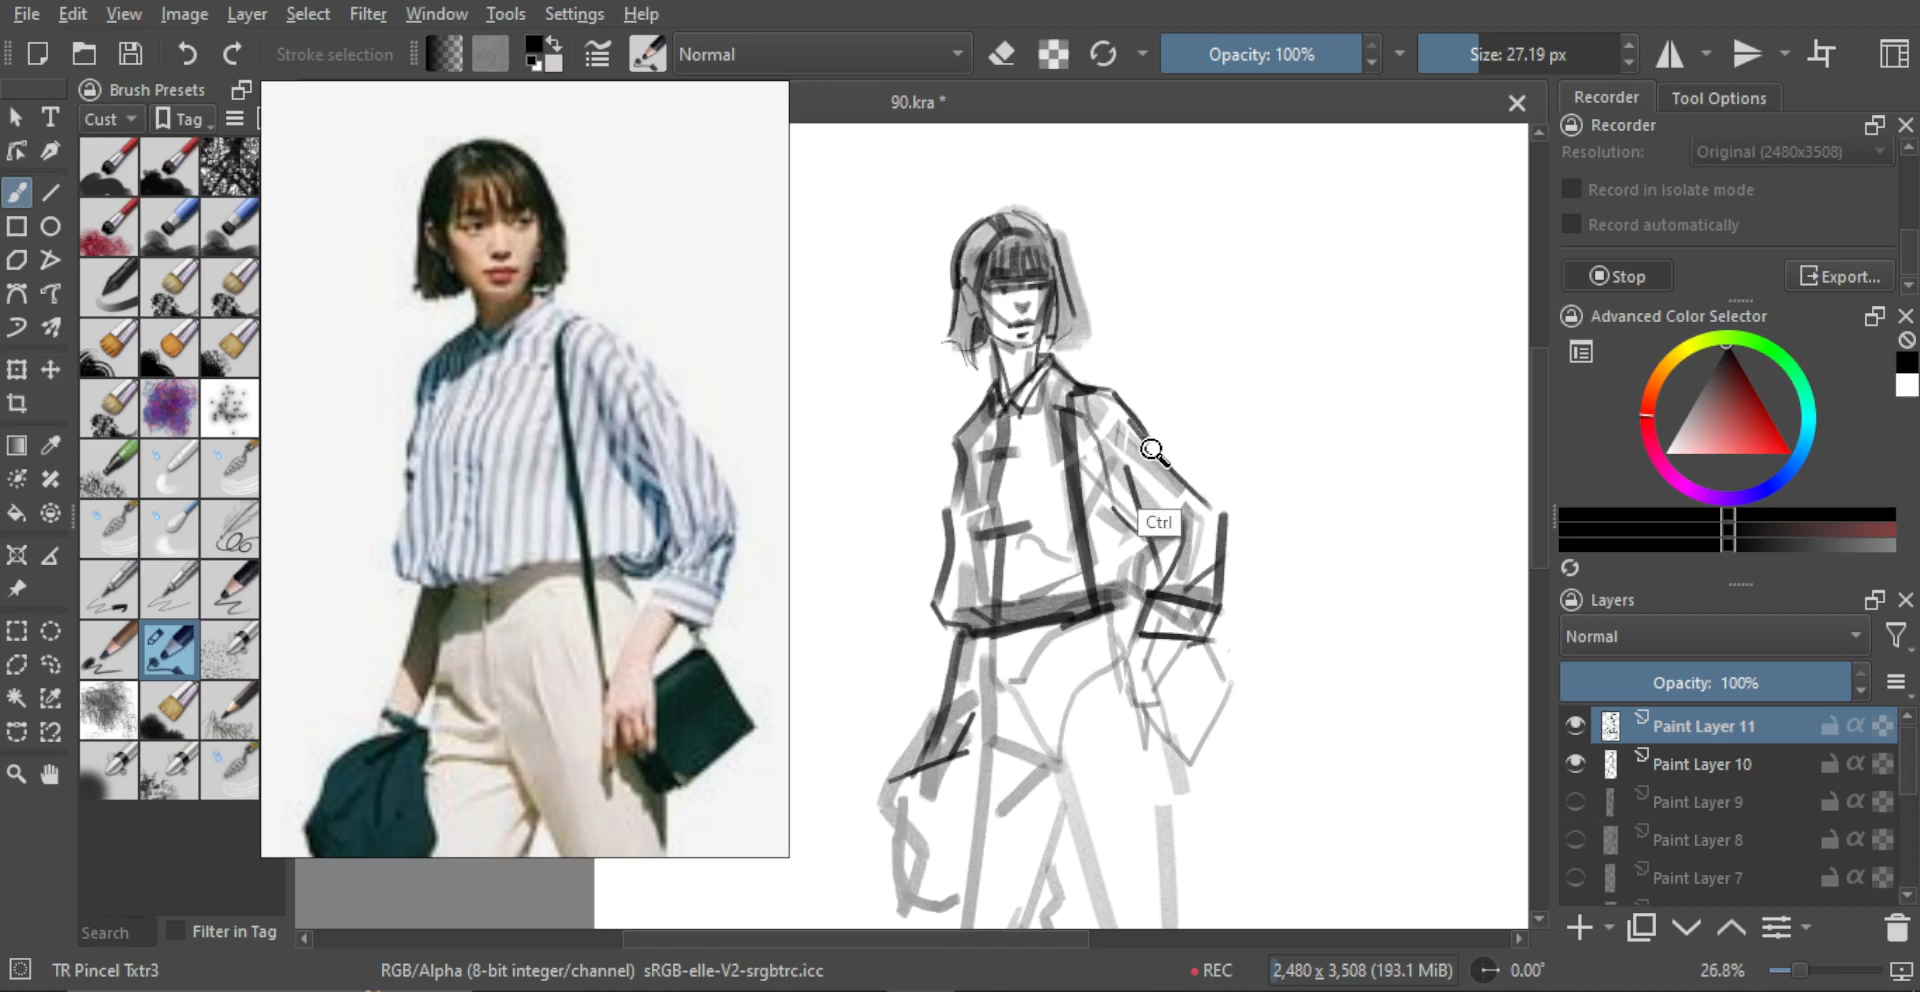 File Edit View Image Layer Select Filter Window Tools Settings Help
Stroke selection Normal Opacity: 100% Size: 27.19 px
Brush Presets
Cust Tag
90.kra *
Ctrl
Search Filter in Tag
Recorder Tool Options
Recorder
Resolution: Original (2480x3508)
Record in isolate mode
Record automatically
Stop Export...
Advanced Color Selector
Layers
Normal
Opacity: 100%
Paint Layer 11
Paint Layer 10
Paint Layer 9
Paint Layer 8
Paint Layer 7
TR Pincel Txtr3 RGB/Alpha (8-bit integer/channel) sRGB-elle-V2-srgbtrc.icc REC 2,480 x 3,508 (193.1 MiB) 0.00° 26.8%